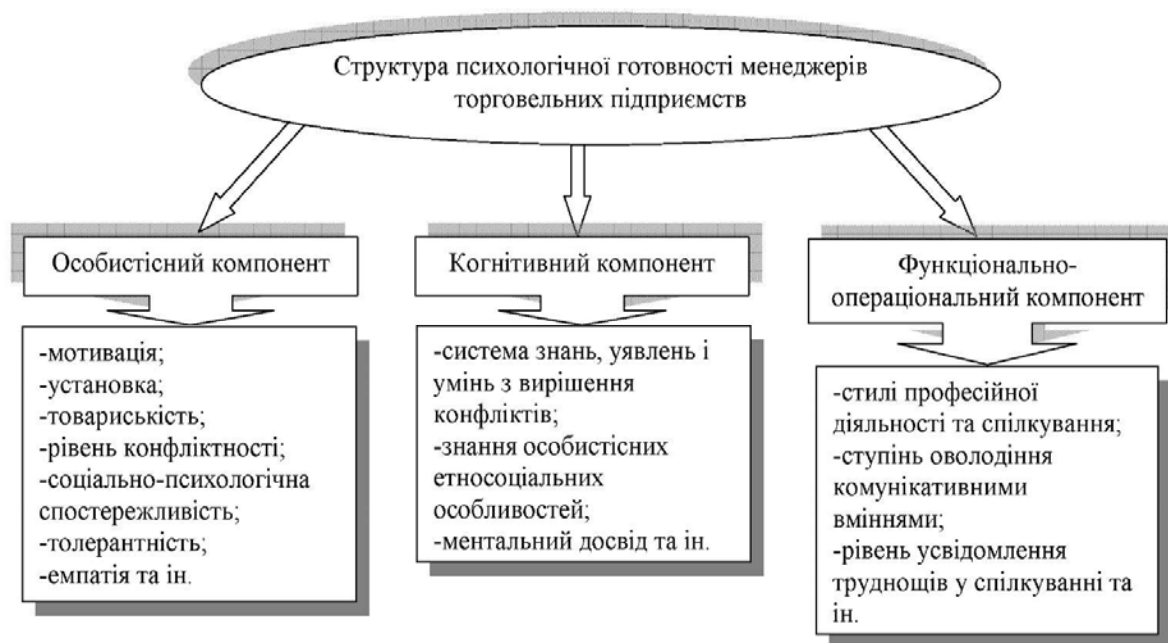 Структура психологічної готовності менеджерів
торговельних підприємств
Особистісний компонент
-мотивація;
-установка;
-товариськість;
-рівень конфліктності;
-соціально-психологічна
спостережливість;
-толерантність;
-емпатія та ін.
Когнітивний компонент
-система знань, уявлень і
умінь з вирішення
конфліктів;
-знання особистісних
етносоціальних
особливостей;
-ментальний досвід та ін.
Функціонально-
операціональний компонент
-стилі професійної
діяльності та спілкування;
-ступінь оволодіння
комунікативними
вміннями;
-рівень усвідомлення
труднощів у спілкуванні та
ін.